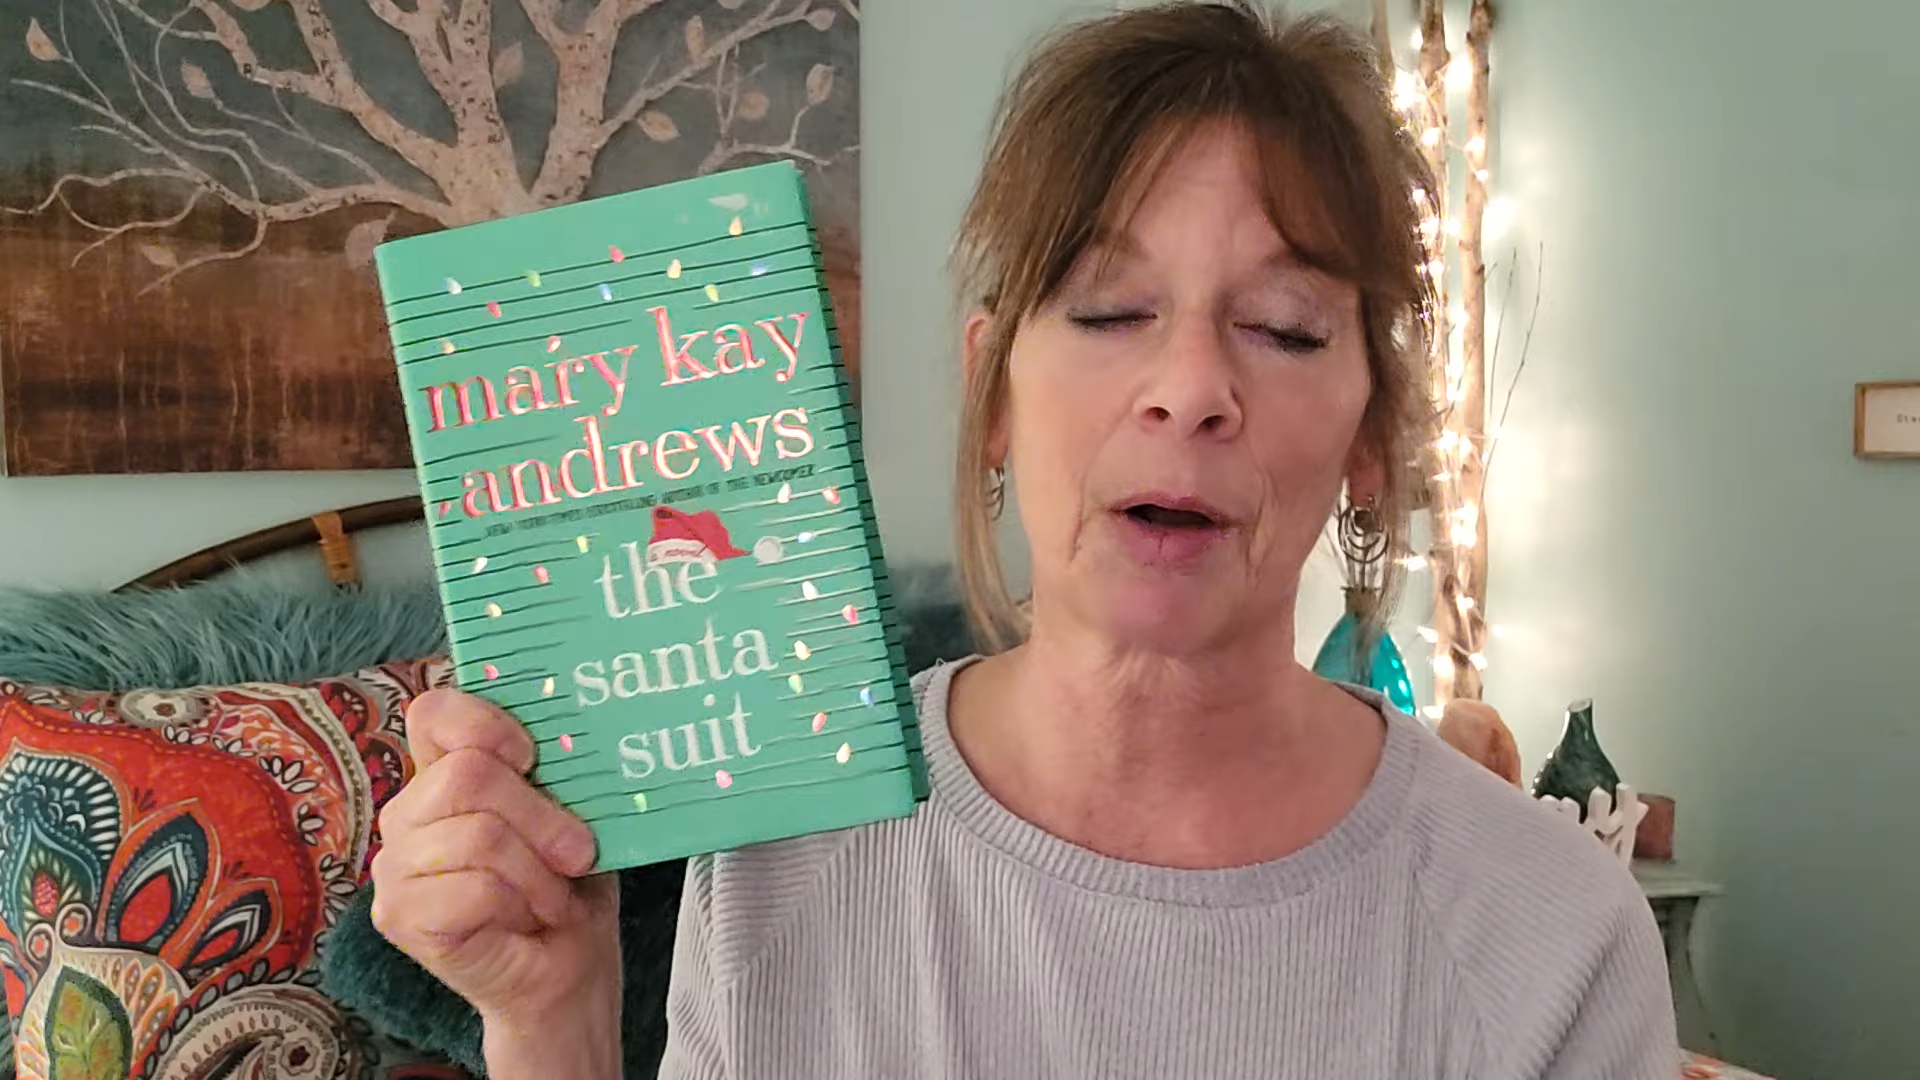 mary kay
andrews
NEW YORK TIMES BESTSELLING AUTHOR OF THE NEWCOMER
a novel
the
santa
suit